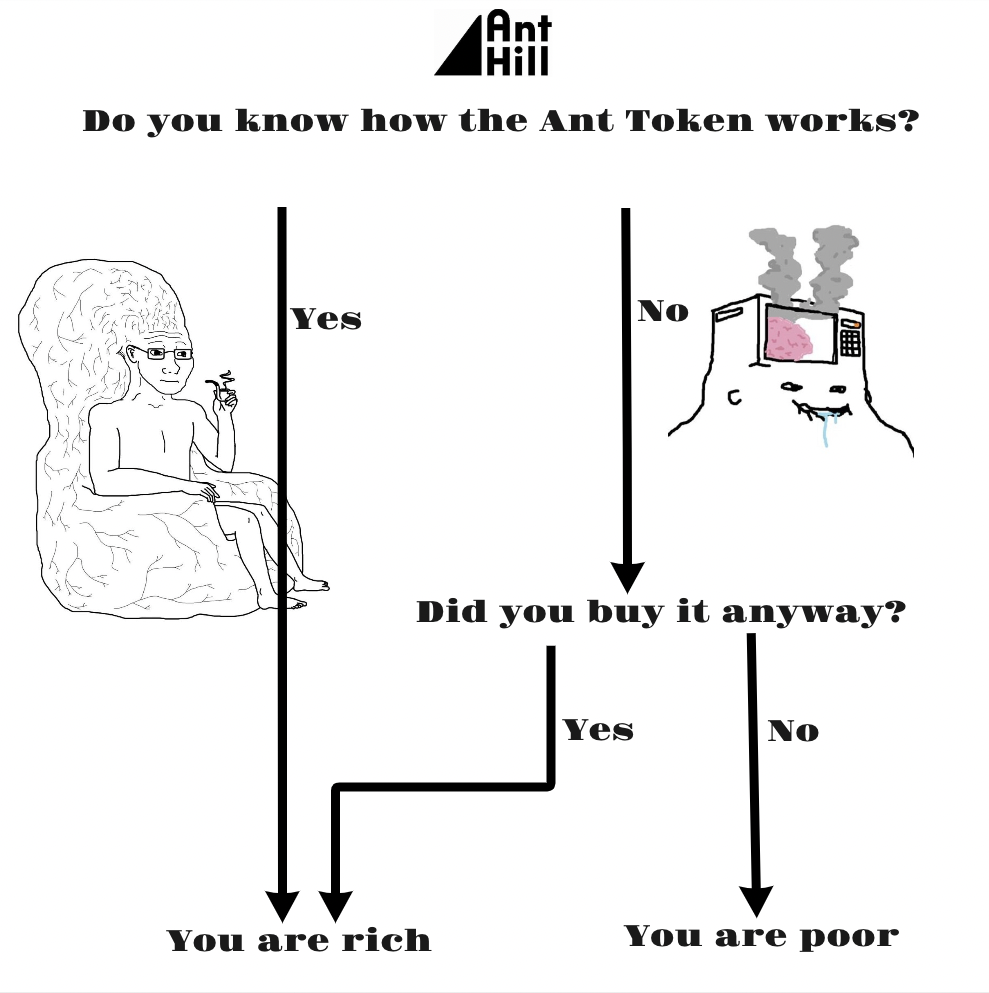 Ant
Hill
Do you know how the Ant Token works?
Yes
No
Did you buy it anyway?
Yes
No
You are rich
You are poor